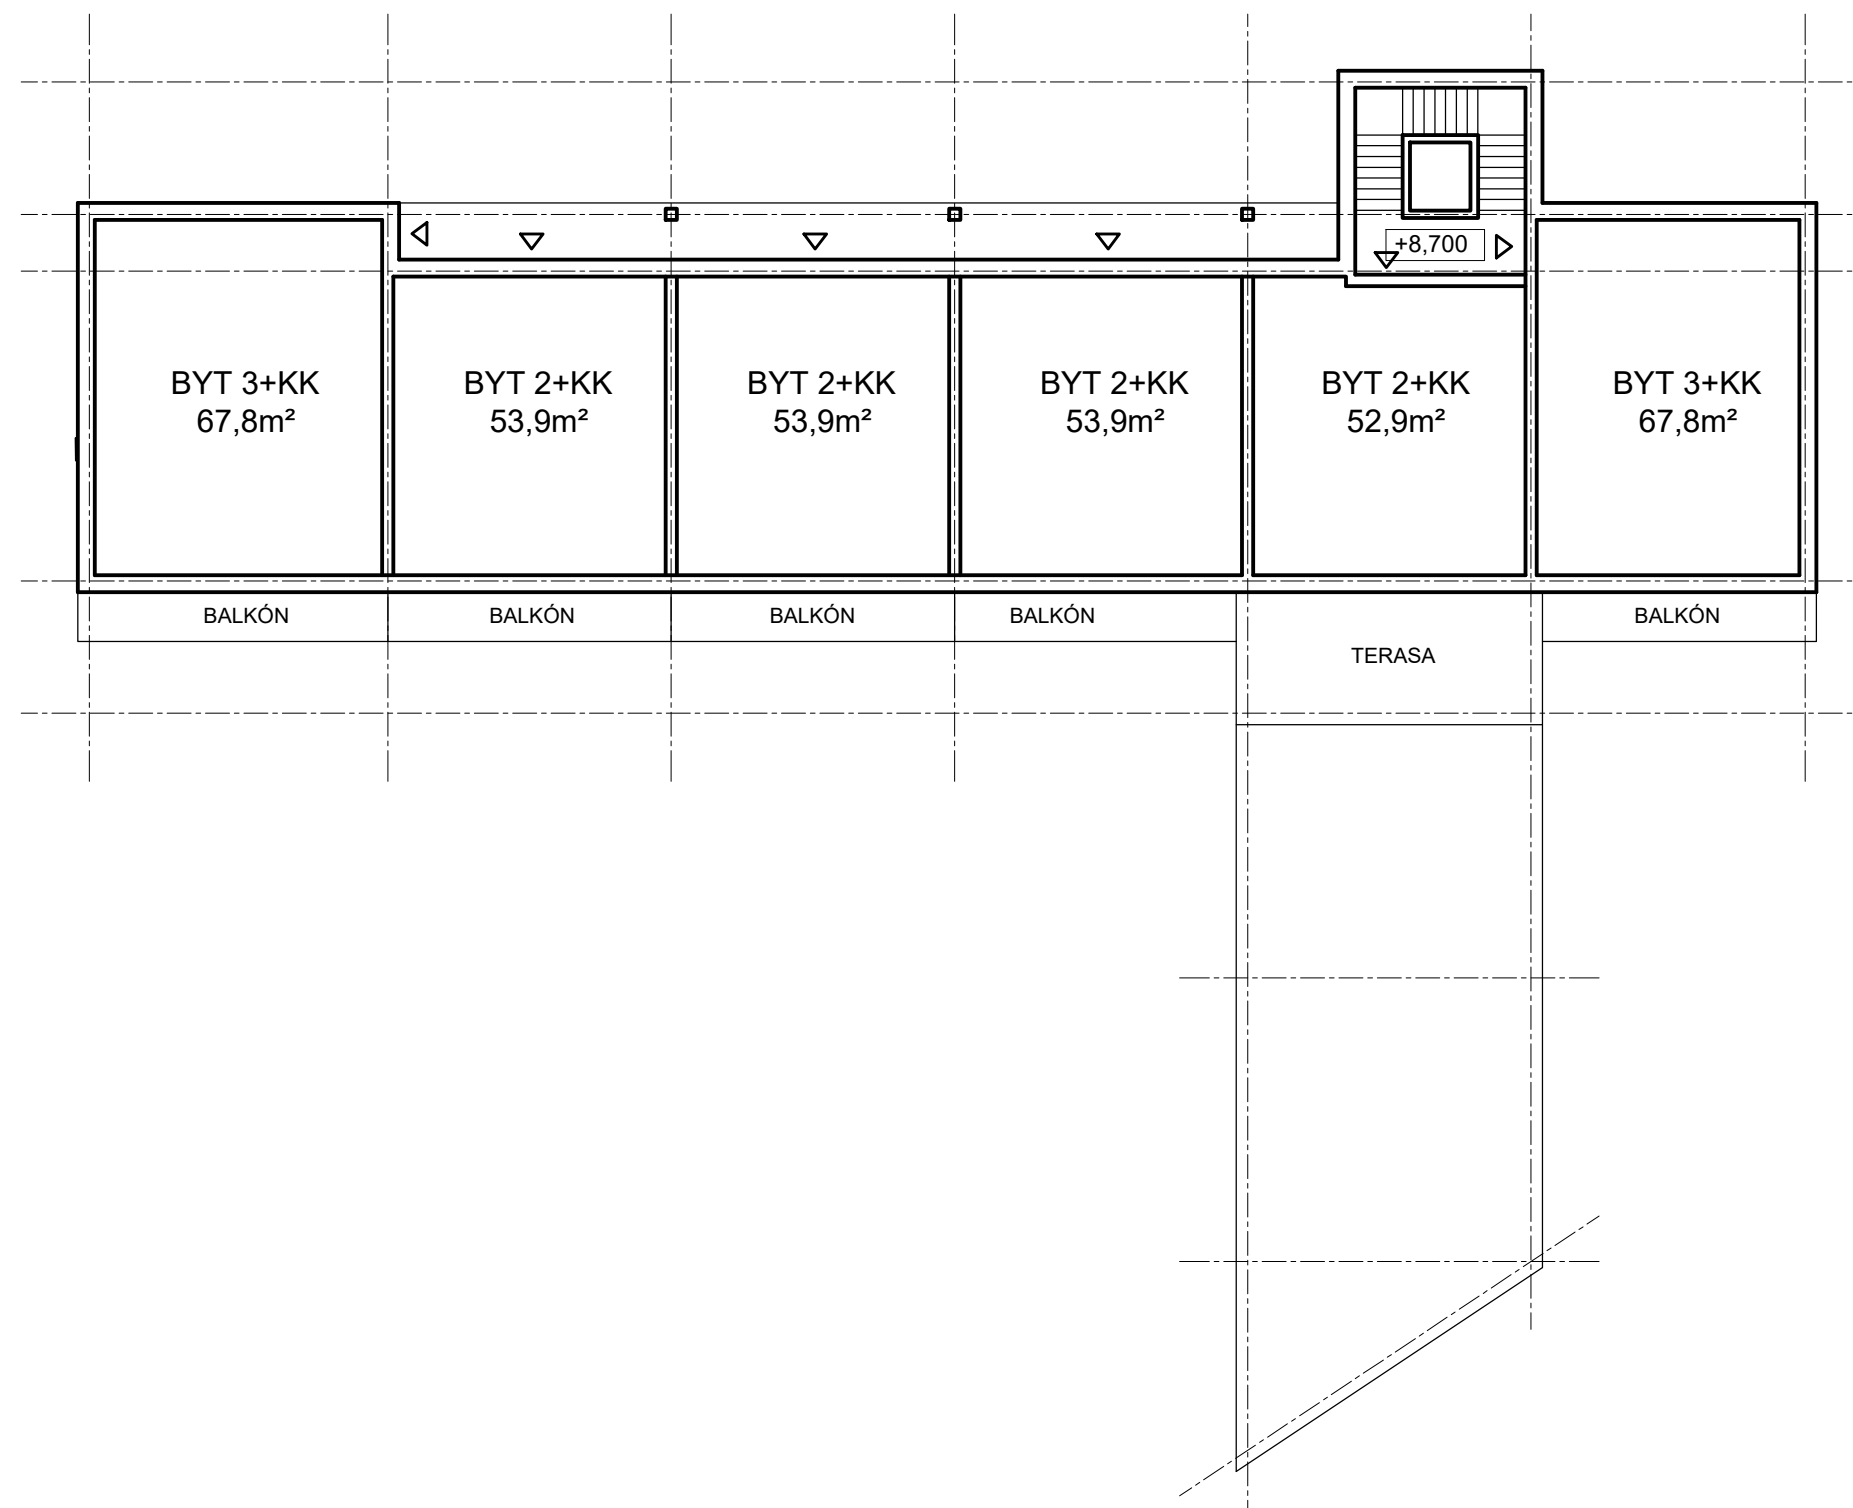 +8,700
BYT 3+KK
67,8m²
BYT 2+KK
53,9m²
BYT 2+KK
53,9m²
BYT 2+KK
53,9m²
BYT 2+KK
52,9m²
BYT 3+KK
67,8m²
BALKÓN
BALKÓN
BALKÓN
BALKÓN
BALKÓN
TERASA